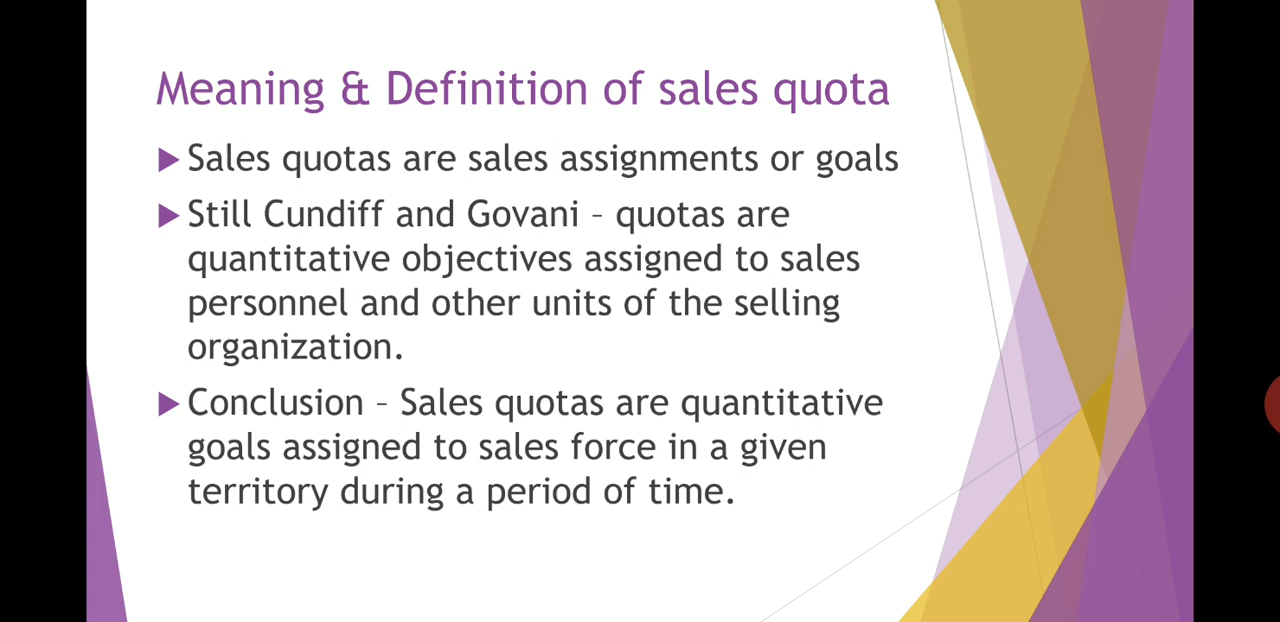 Meaning & Definition of sales quota
Sales quotas are sales assignments or goals
Still Cundiff and Govani – quotas are
quantitative objectives assigned to sales
personnel and other units of the selling
organization.
Conclusion – Sales quotas are quantitative
goals assigned to sales force in a given
territory during a period of time.